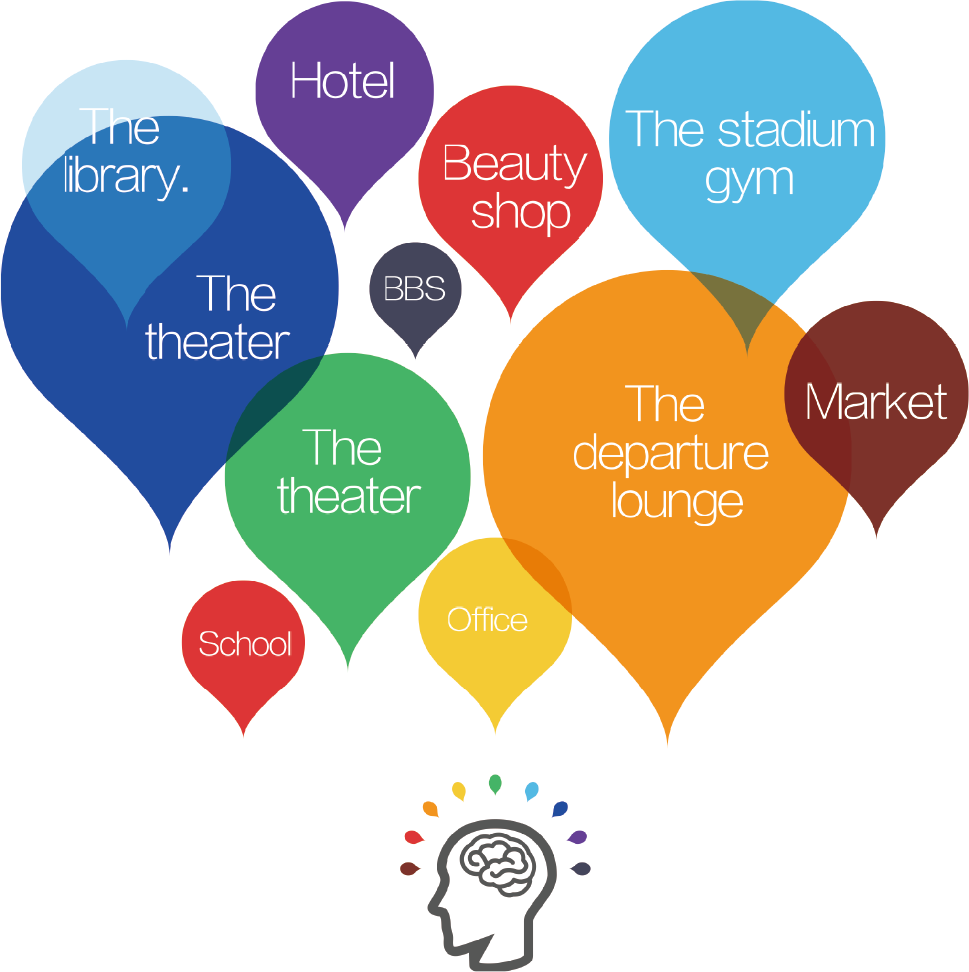 Hotel
The
library.
The stadium
gym
Beauty
shop
BBS
The
theater
Market
The
departure
lounge
The
theater
Office
School